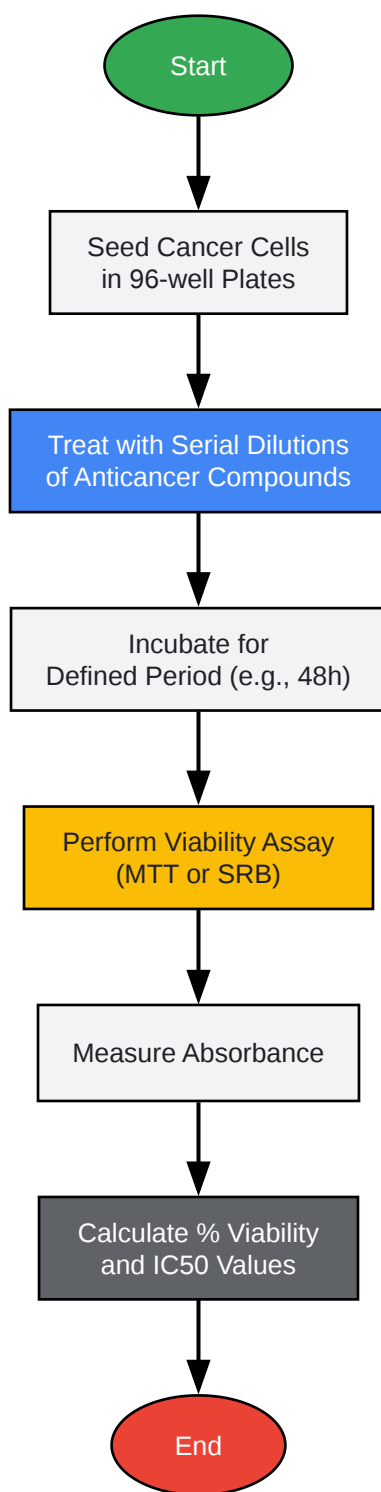 Start
Seed Cancer Cells
in 96-well Plates
Treat with Serial Dilutions
of Anticancer Compounds
Incubate for
Defined Period (e.g., 48h)
Perform Viability Assay
(MTT or SRB)
Measure Absorbance
Calculate % Viability
and IC50 Values
End